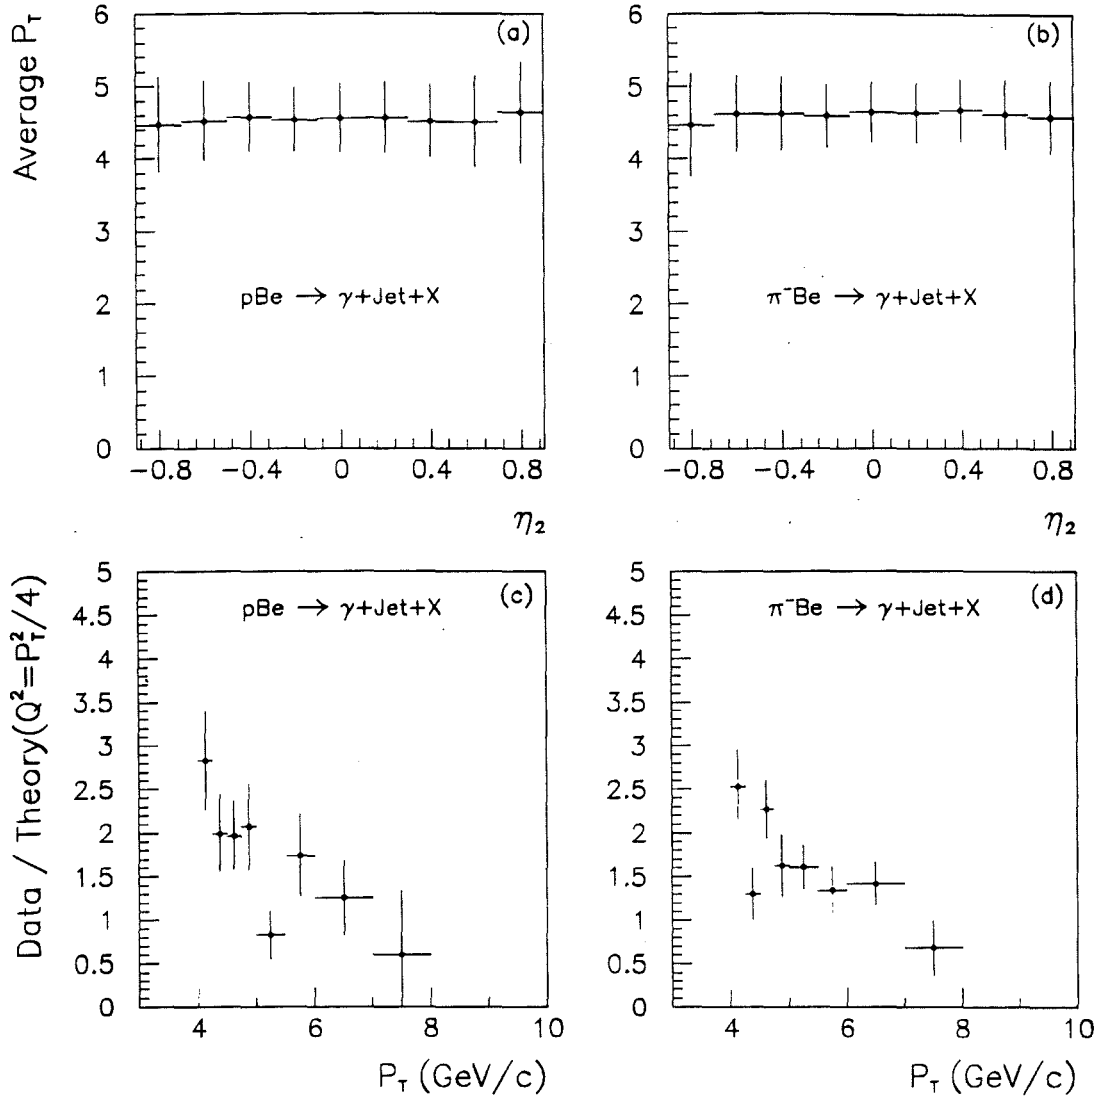 Average P_T
6
5
4
3
2
1
0
(a)
pBe → γ+Jet+X
−0.8 −0.4 0 0.4 0.8
η₂
6
5
4
3
2
1
0
(b)
π⁻Be → γ+Jet+X
−0.8 −0.4 0 0.4 0.8
η₂
Data / Theory(Q²=P_T²/4)
5
4.5
4
3.5
3
2.5
2
1.5
1
0.5
0
pBe → γ+Jet+X
(c)
4 6 8 10
P_T (GeV/c)
5
4.5
4
3.5
3
2.5
2
1.5
1
0.5
0
π⁻Be → γ+Jet+X
(d)
4 6 8 10
P_T (GeV/c)